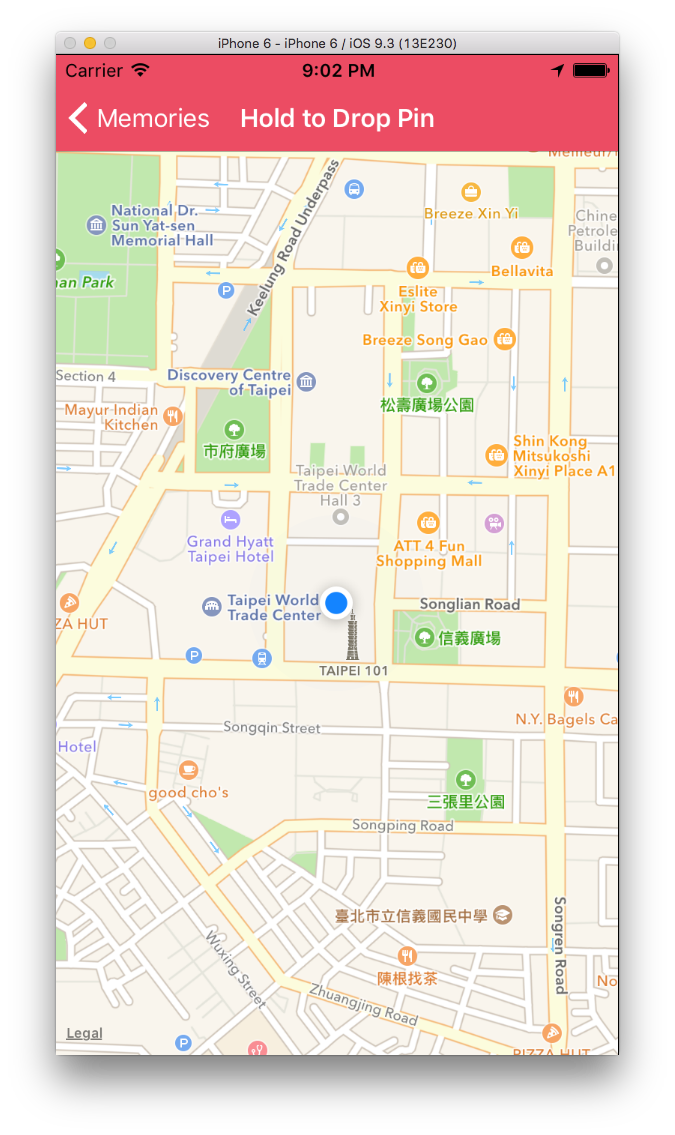 iPhone 6 - iPhone 6 / iOS 9.3 (13E230)
Carrier
9:02 PM
Memories
Hold to Drop Pin
National Dr.
Sun Yat-sen
Memorial Hall
Keelung Road Underpass
Breeze Xin Yi
Chine
Petrole
Buildin
Bellavita
an Park
P
Eslite
Xinyi Store
Breeze Song Gao
Section 4
Discovery Centre
of Taipei
松壽廣場公園
Mayur Indian
Kitchen
市府廣場
Shin Kong
Mitsukoshi
Xinyi Place A1
Taipei World
Trade Center
Hall 3
Grand Hyatt
Taipei Hotel
ATT 4 Fun
Shopping Mall
Taipei World
Trade Center
Songlian Road
ZZA HUT
信義廣場
P
TAIPEI 101
N.Y. Bagels Ca
Songqin Street
Hotel
good cho's
三張里公園
Songping Road
臺北市立信義國民中學
Songren Road
Wuxing Street
陳根找茶
No
Zhuangjing Road
Legal
P
PIZZA HUT